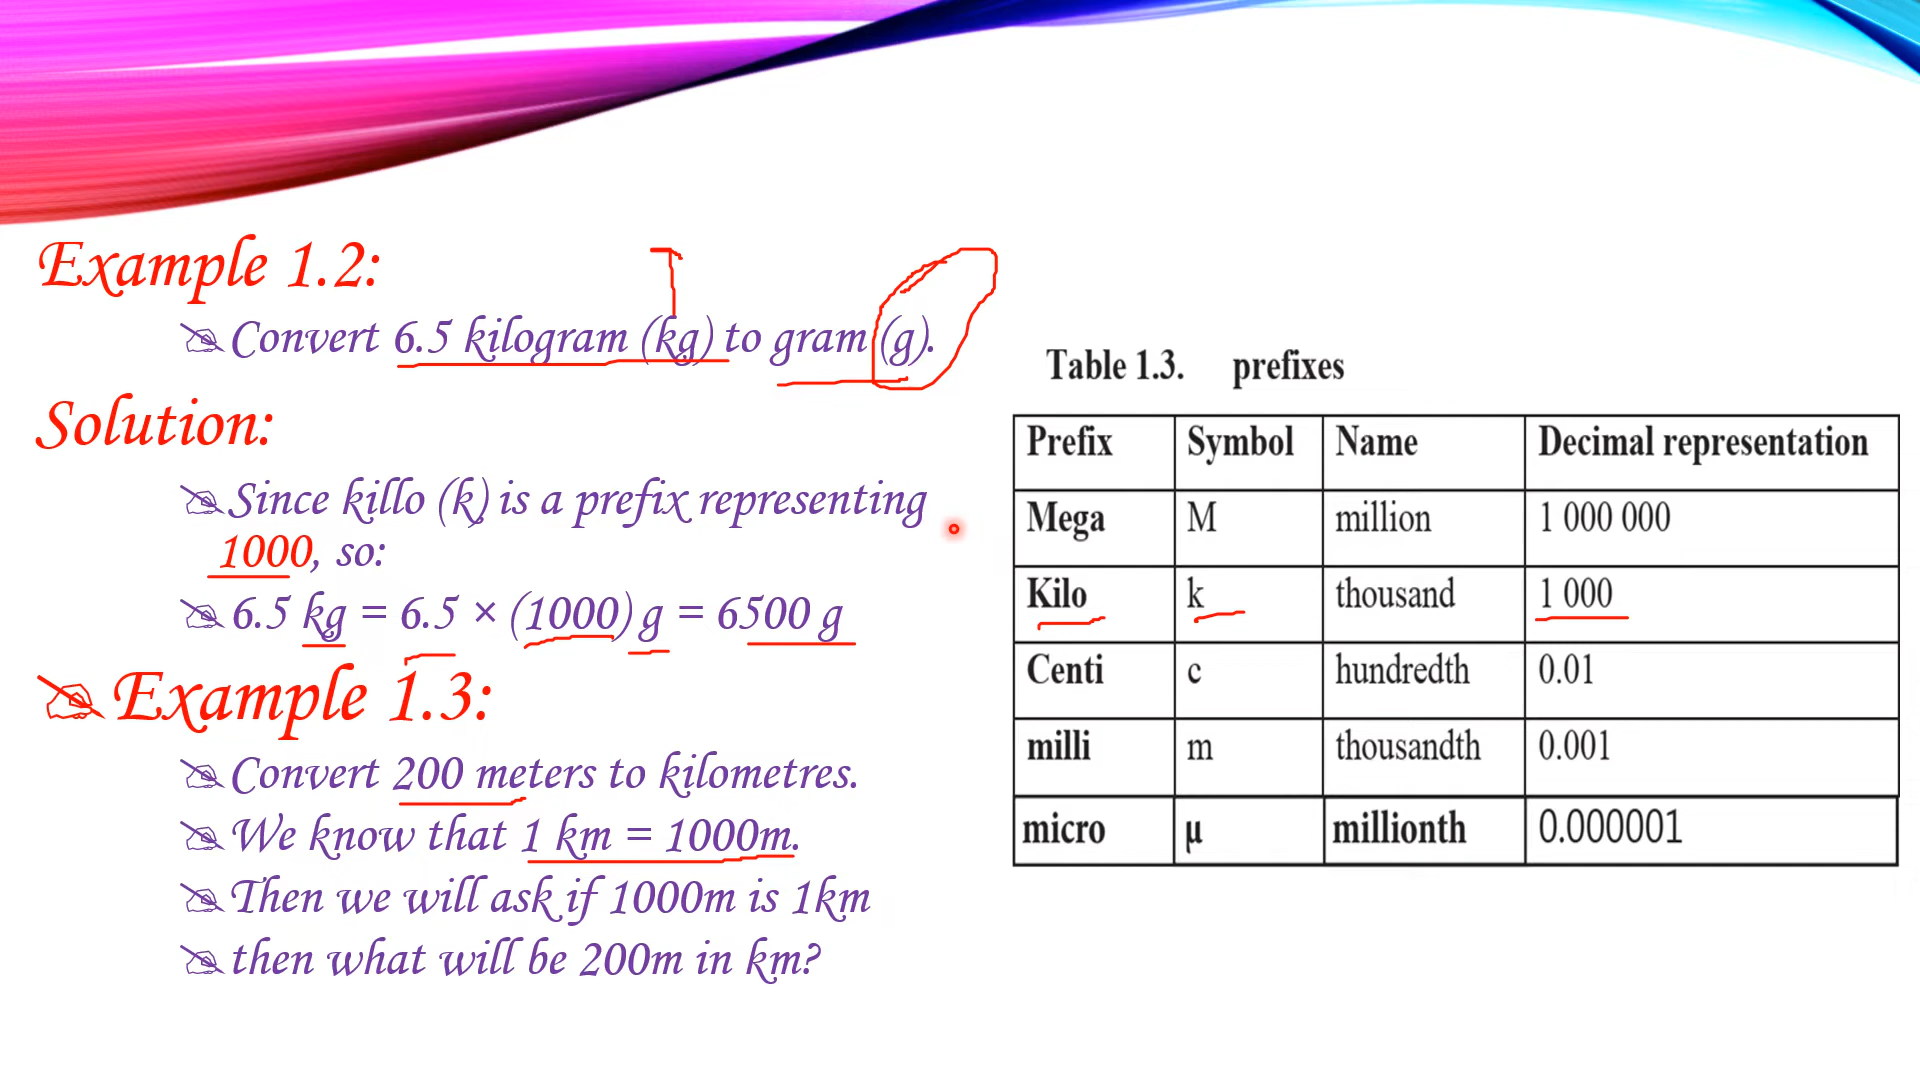 Example 1.2:
Convert 6.5 kilogram (kg) to gram (g).
Solution:
Since killo (k) is a prefix representing
1000, so:
6.5 kg = 6.5 × (1000) g = 6500 g
Example 1.3:
Convert 200 meters to kilometres.
We know that 1 km = 1000m.
Then we will ask if 1000m is 1km
then what will be 200m in km?
Table 1.3. prefixes
Prefix Symbol Name Decimal representation
Mega M million 1 000 000
Kilo k thousand 1 000
Centi c hundredth 0.01
milli m thousandth 0.001
micro µ millionth 0.000001